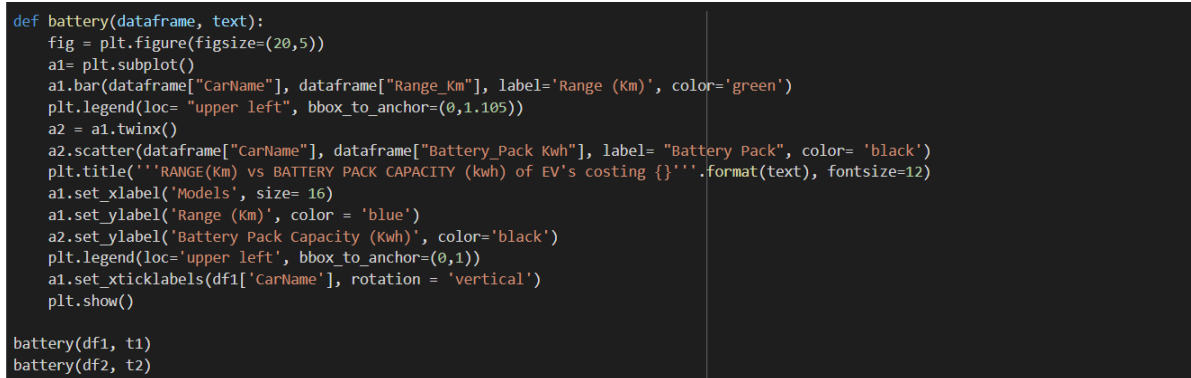 def battery(dataframe, text):
    fig = plt.figure(figsize=(20,5))
    a1= plt.subplot()
    a1.bar(dataframe["CarName"], dataframe["Range_Km"], label='Range (Km)', color='green')
    plt.legend(loc= "upper left", bbox_to_anchor=(0,1.105))
    a2 = a1.twinx()
    a2.scatter(dataframe["CarName"], dataframe["Battery_Pack Kwh"], label= "Battery Pack", color= 'black')
    plt.title('''RANGE(Km) vs BATTERY PACK CAPACITY (kwh) of EV's costing {}'''.format(text), fontsize=12)
    a1.set_xlabel('Models', size= 16)
    a1.set_ylabel('Range (Km)', color = 'blue')
    a2.set_ylabel('Battery Pack Capacity (Kwh)', color='black')
    plt.legend(loc='upper left', bbox_to_anchor=(0,1))
    a1.set_xticklabels(df1['CarName'], rotation = 'vertical')
    plt.show()
battery(df1, t1)
battery(df2, t2)